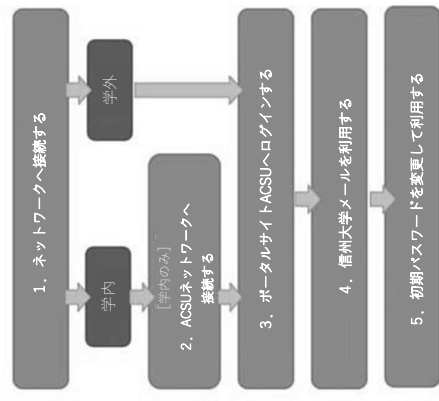 1. ネットワークへ接続する
学外
学内
[学内のみ]
2. ACSUネットワークへ
接続する
3. ポータルサイトACSUへログインする
4. 信州大学メールを利用する
5. 初期パスワードを変更して利用する